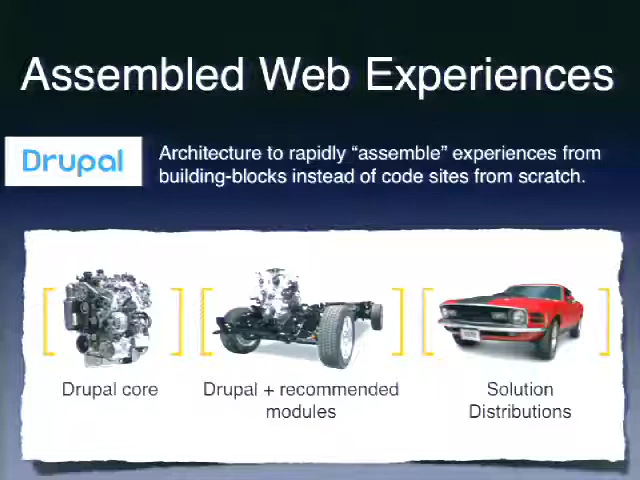 Assembled Web Experiences
Drupal
Architecture to rapidly “assemble” experiences from
building-blocks instead of code sites from scratch.
Drupal core
Drupal + recommended
modules
Solution
Distributions